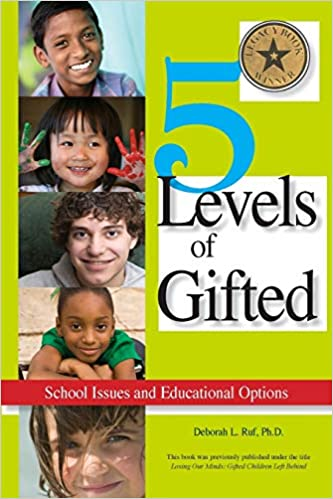 LEGACY BOOK
WINNER
5
Levels
of
Gifted
School Issues and Educational Options
Deborah L. Ruf, Ph.D.
This book was previously published under the title
Losing Our Minds: Gifted Children Left Behind